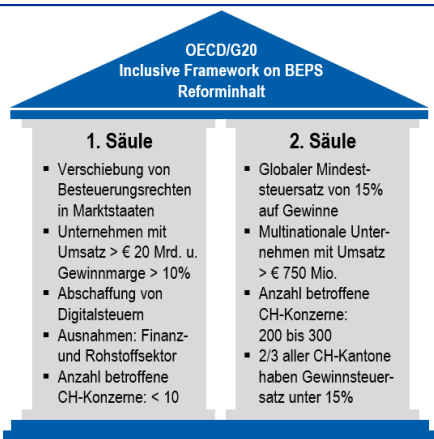 OECD/G20
Inclusive Framework on BEPS
Reforminhalt
1. Säule
▪ Verschiebung von
Besteuerungsrechten
in Marktstaaten
▪ Unternehmen mit
Umsatz > € 20 Mrd. u.
Gewinnmarge > 10%
▪ Abschaffung von
Digitalsteuern
▪ Ausnahmen: Finanz-
und Rohstoffsektor
▪ Anzahl betroffene
CH-Konzerne: < 10
2. Säule
▪ Globaler Mindest-
steuersatz von 15%
auf Gewinne
▪ Multinationale Unter-
nehmen mit Umsatz
> € 750 Mio.
▪ Anzahl betroffene
CH-Konzerne:
200 bis 300
▪ 2/3 aller CH-Kantone
haben Gewinnsteuer-
satz unter 15%